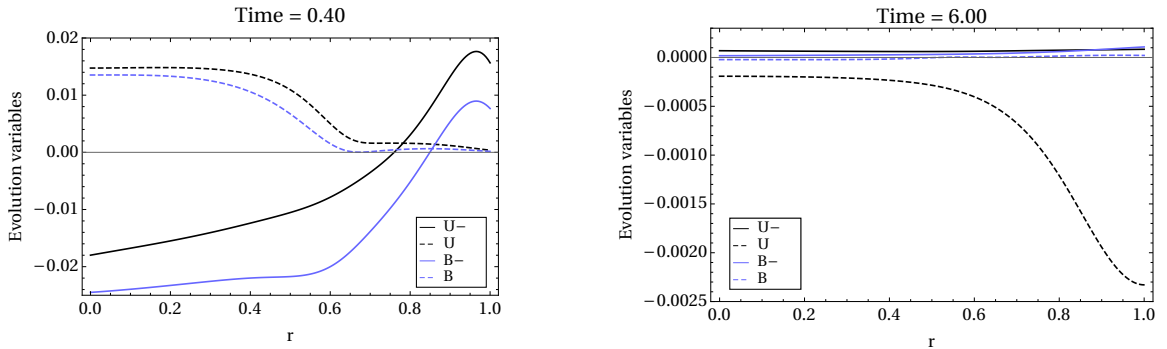 Time = 0.40
0.02
0.01
0.00
−0.01
−0.02
Evolution variables
U−
U
B−
B
0.0 0.2 0.4 0.6 0.8 1.0
r
Time = 6.00
0.0000
−0.0005
−0.0010
−0.0015
−0.0020
−0.0025
Evolution variables
U−
U
B−
B
0.0 0.2 0.4 0.6 0.8 1.0
r